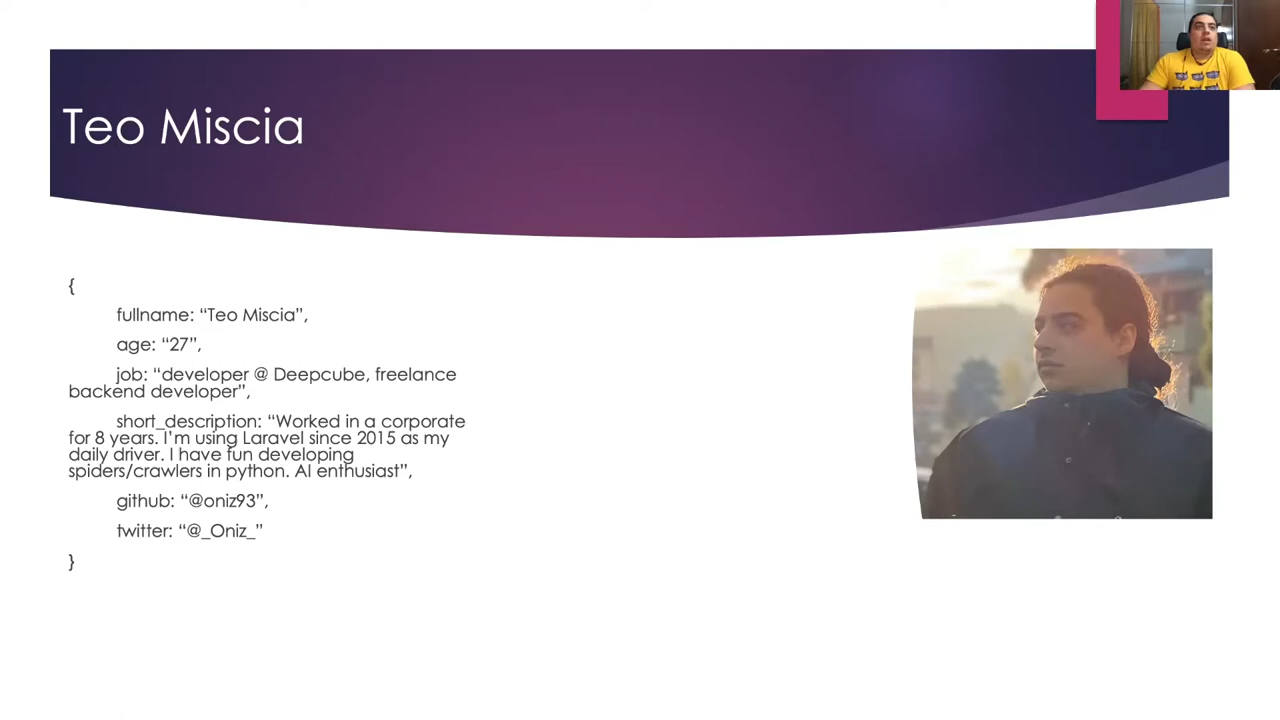 Teo Miscia
{
fullname: “Teo Miscia”,
age: “27”,
job: “developer @ Deepcube, freelance
backend developer”,
short_description: “Worked in a corporate
for 8 years. I’m using Laravel since 2015 as my
daily driver. I have fun developing
spiders/crawlers in python. AI enthusiast”,
github: “@oniz93”,
twitter: “@_Oniz_”
}